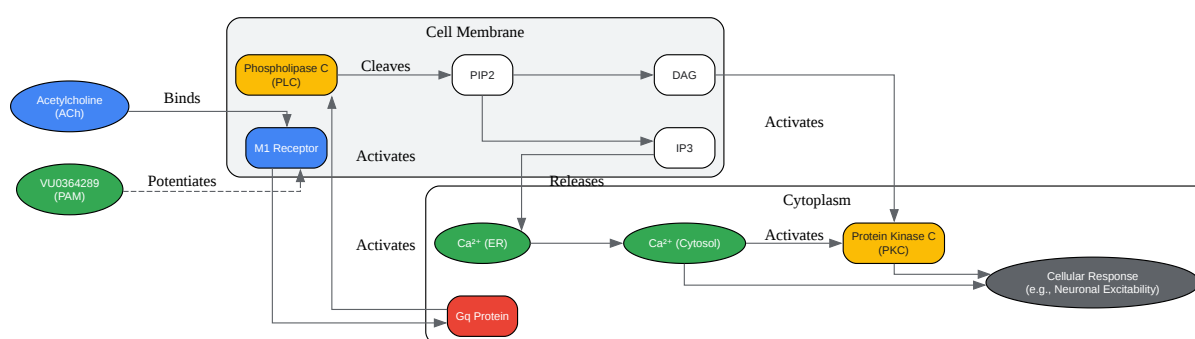 Cell Membrane
Phospholipase C
(PLC)
Cleaves
PIP2
DAG
Acetylcholine
(ACh)
Binds
M1 Receptor
Activates
IP3
Activates
VU0364289
(PAM)
Potentiates
Releases
Cytoplasm
Activates
Ca²⁺ (ER)
Ca²⁺ (Cytosol)
Activates
Protein Kinase C
(PKC)
Cellular Response
(e.g., Neuronal Excitability)
Gq Protein